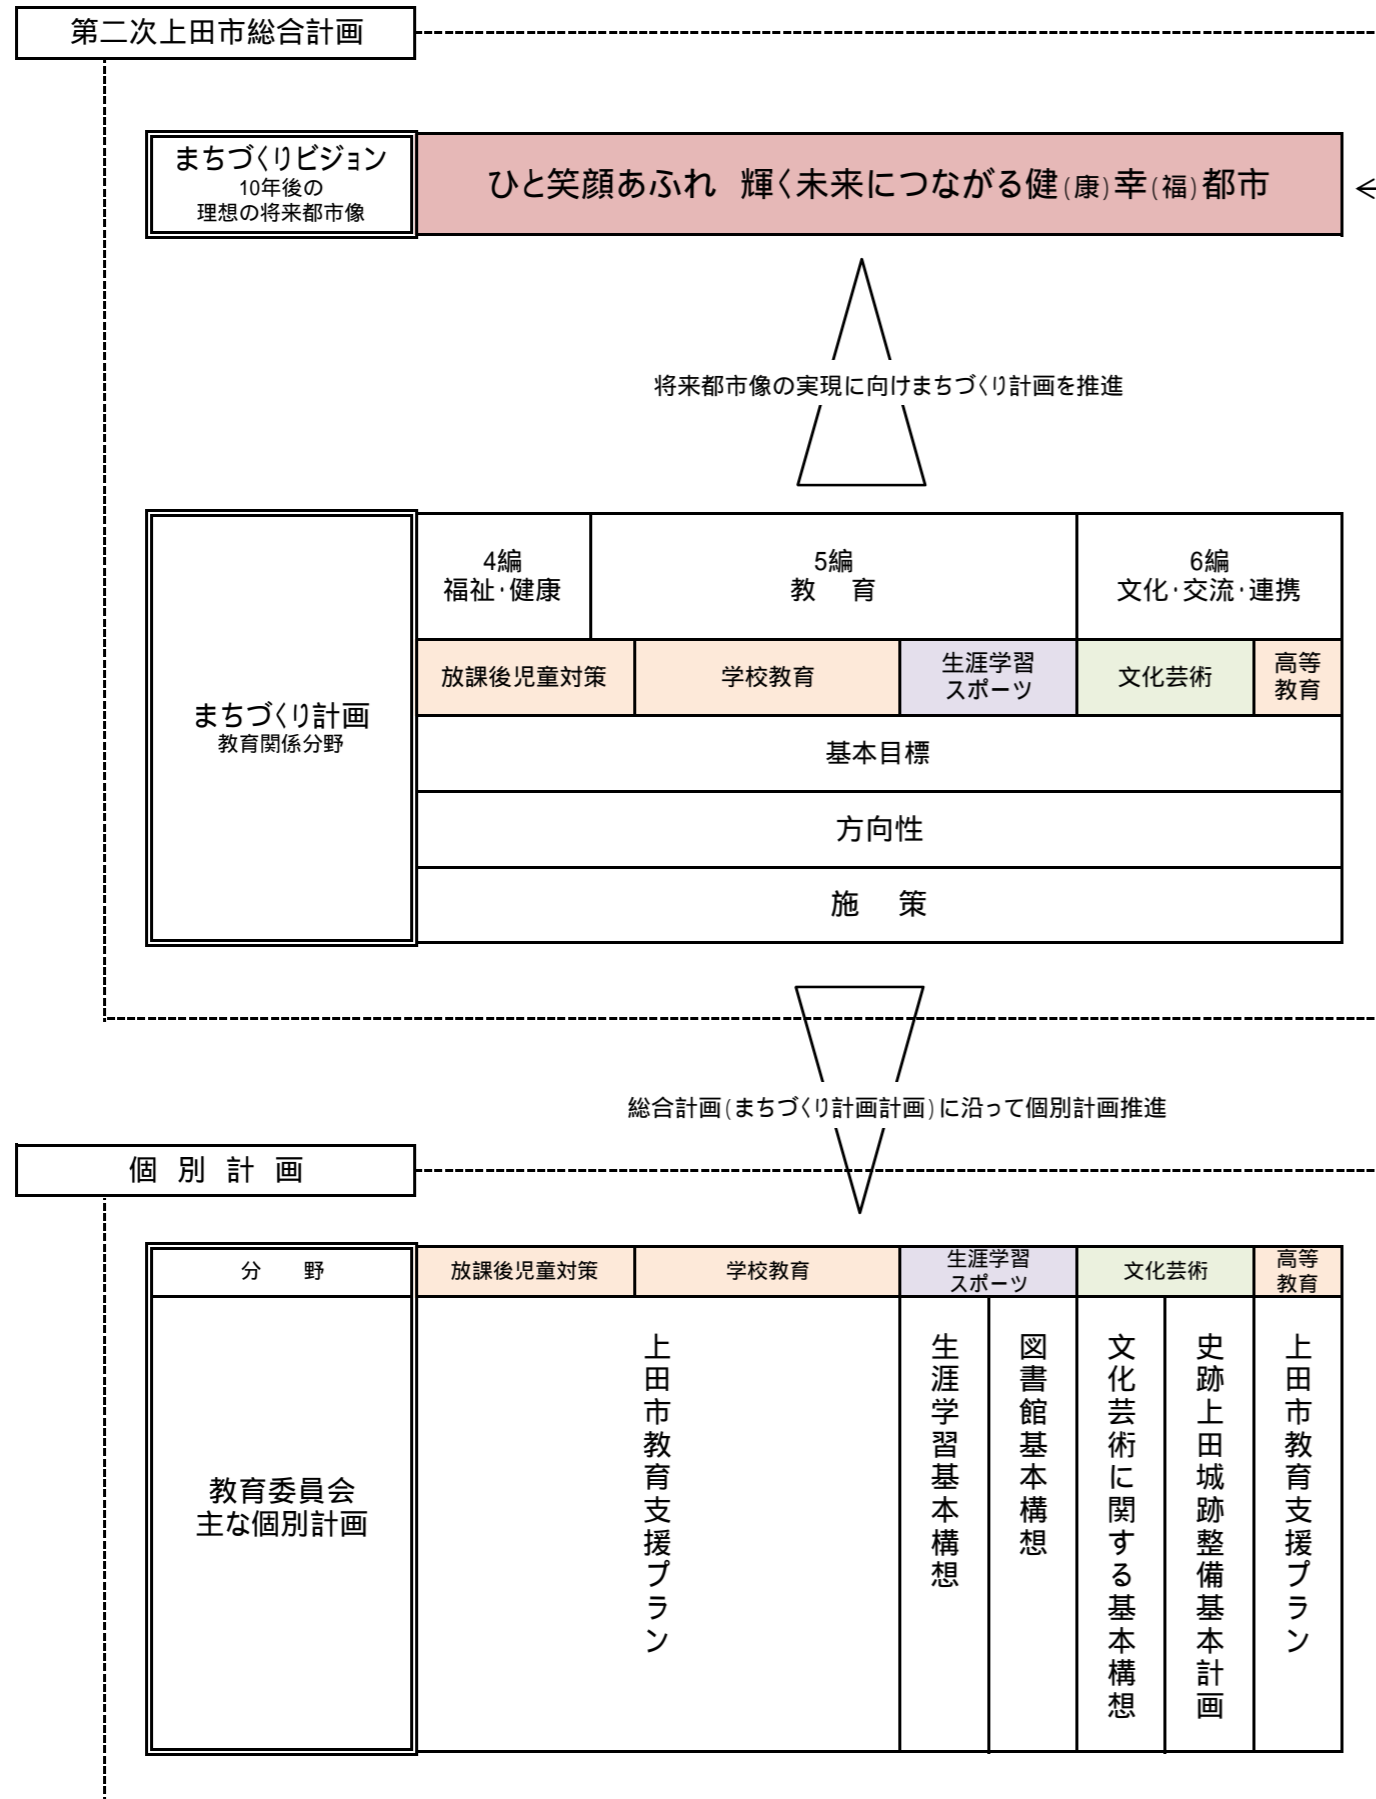 第二次上田市総合計画
まちづくりビジョン
10年後の
理想の将来都市像
ひと笑顔あふれ 輝く未来につながる健(康)幸(福)都市
将来都市像の実現に向けまちづくり計画を推進
まちづくり計画
教育関係分野
4編
福祉・健康
5編
教 育
6編
文化・交流・連携
放課後児童対策
学校教育
生涯学習
スポーツ
文化芸術
高等
教育
基本目標
方向性
施 策
総合計画(まちづくり計画計画)に沿って個別計画推進
個 別 計 画
分 野
放課後児童対策
学校教育
生涯学習
スポーツ
文化芸術
高等
教育
教育委員会
主な個別計画
上田市教育支援プラン
生涯学習基本構想
図書館基本構想
文化芸術に関する基本構想
史跡上田城跡整備基本計画
上田市教育支援プラン